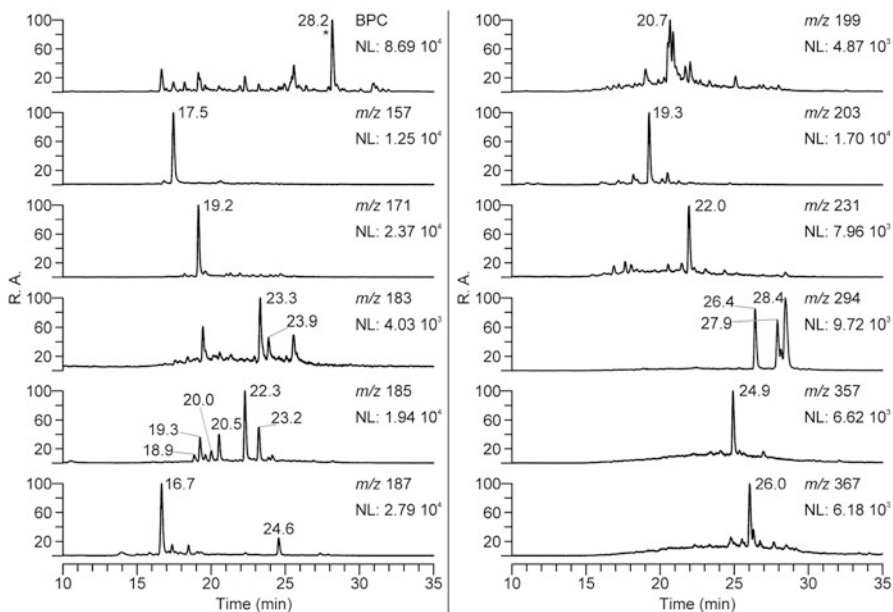 28.2
*
BPC
NL: 8.69 10⁴
100
60
20
17.5
m/z 157
NL: 1.25 10⁴
100
60
20
19.2
m/z 171
NL: 2.37 10⁴
100
60
20
R. A.
23.3
23.9
m/z 183
NL: 4.03 10³
100
60
20
18.9
19.3
20.0
20.5
22.3
23.2
m/z 185
NL: 1.94 10⁴
100
60
20
16.7
24.6
m/z 187
NL: 2.79 10⁴
100
60
20
10 15 20 25 30 35
Time (min)
20.7
m/z 199
NL: 4.87 10³
100
60
20
19.3
m/z 203
NL: 1.70 10⁴
100
60
20
22.0
m/z 231
NL: 7.96 10³
100
60
20
R. A.
26.4
27.9
28.4
m/z 294
NL: 9.72 10³
100
60
20
24.9
m/z 357
NL: 6.62 10³
100
60
20
26.0
m/z 367
NL: 6.18 10³
100
60
20
10 15 20 25 30 35
Time (min)